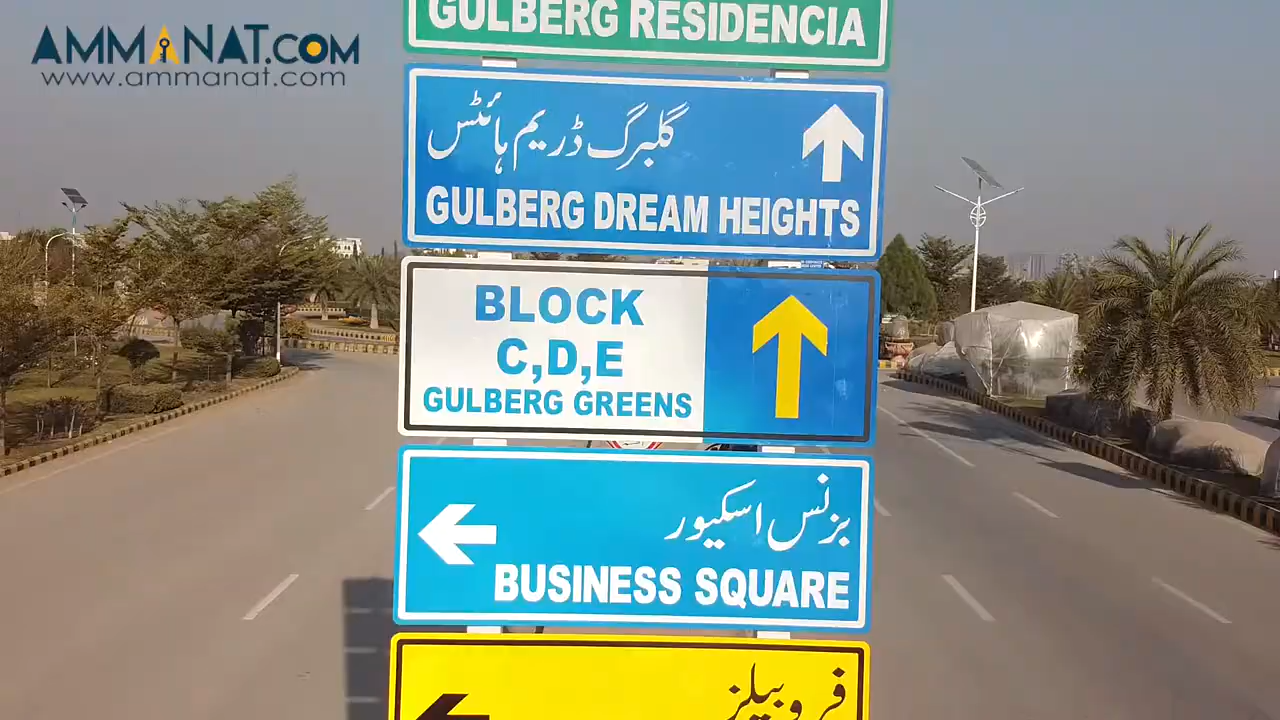 AMMANAT.COM
www.ammanat.com
GULBERG RESIDENCIA
گلبرگ ڈریم ہائٹس
GULBERG DREAM HEIGHTS
BLOCK
C,D,E
GULBERG GREENS
بزنس اسکیور
BUSINESS SQUARE
فروبیلز